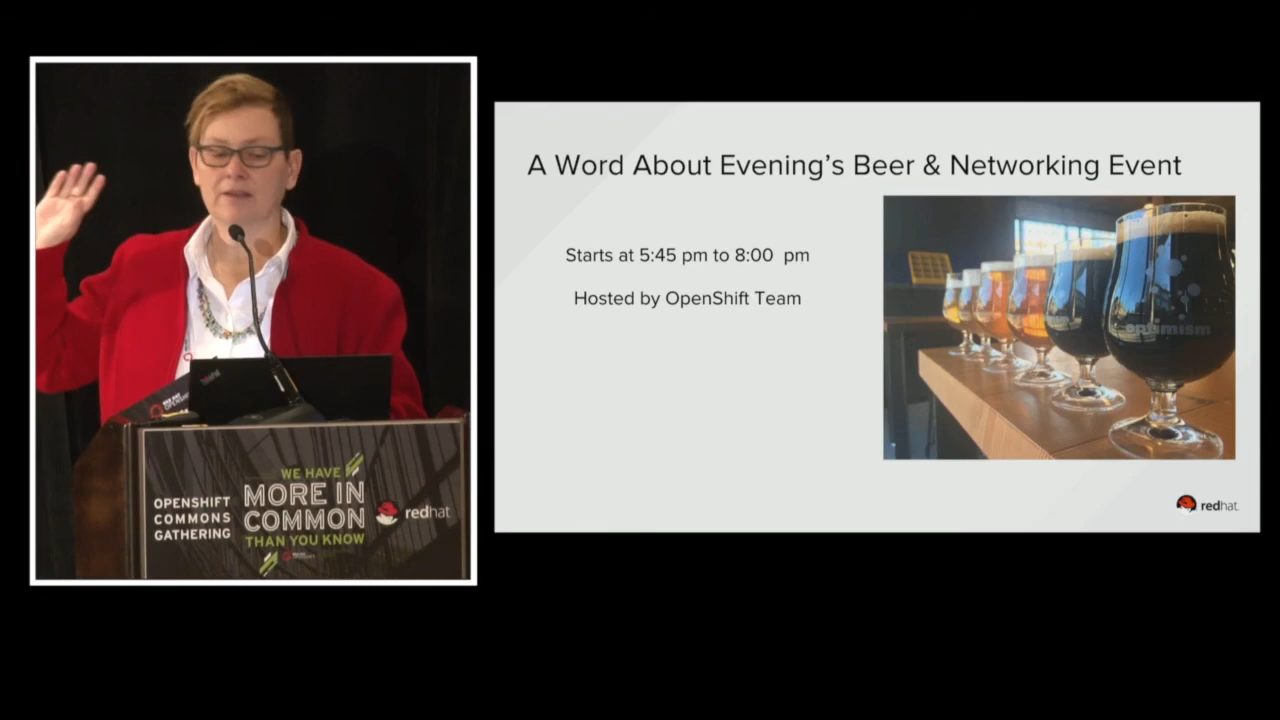 A Word About Evening's Beer & Networking Event
Starts at 5:45 pm to 8:00 pm
Hosted by OpenShift Team
optimism
redhat.
WE HAVE
MORE IN
COMMON
THAN YOU KNOW
OPENSHIFT
COMMONS
GATHERING
redhat